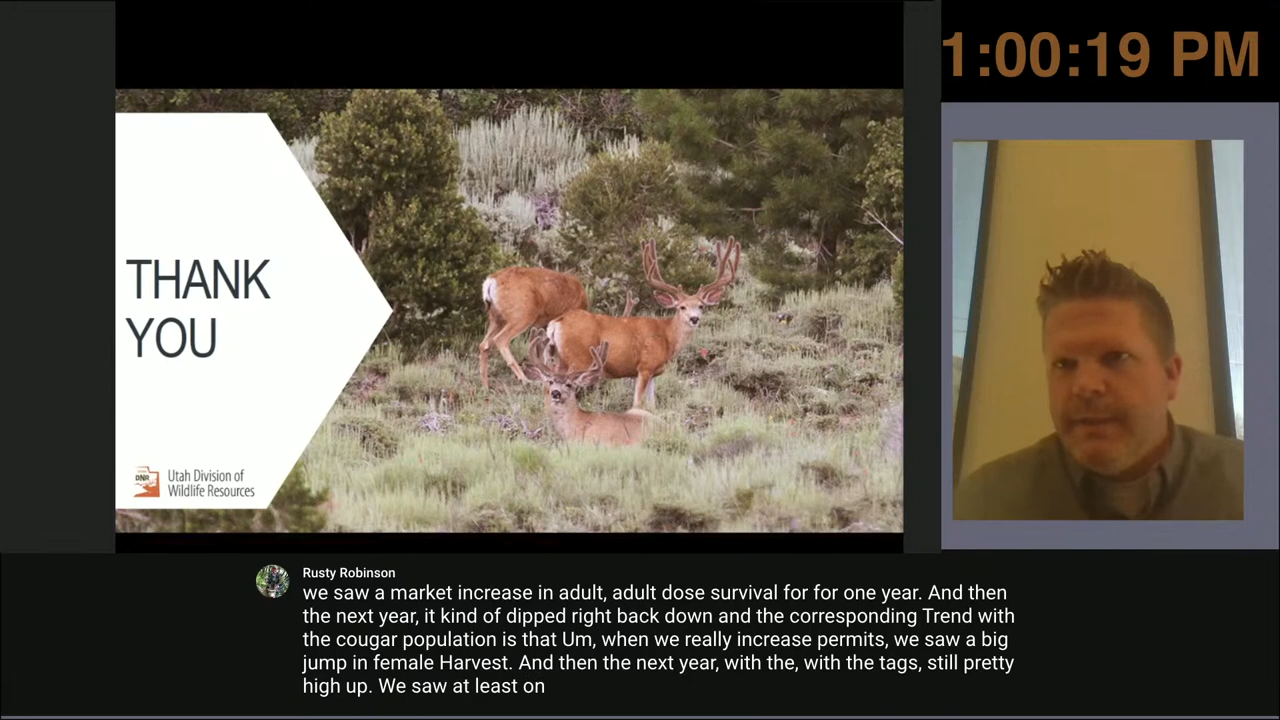 1:00:19 PM
THANK
YOU
DNR
Utah Division of
Wildlife Resources
Rusty Robinson
we saw a market increase in adult, adult dose survival for for one year. And then
the next year, it kind of dipped right back down and the corresponding Trend with
the cougar population is that Um, when we really increase permits, we saw a big
jump in female Harvest. And then the next year, with the, with the tags, still pretty
high up. We saw at least on